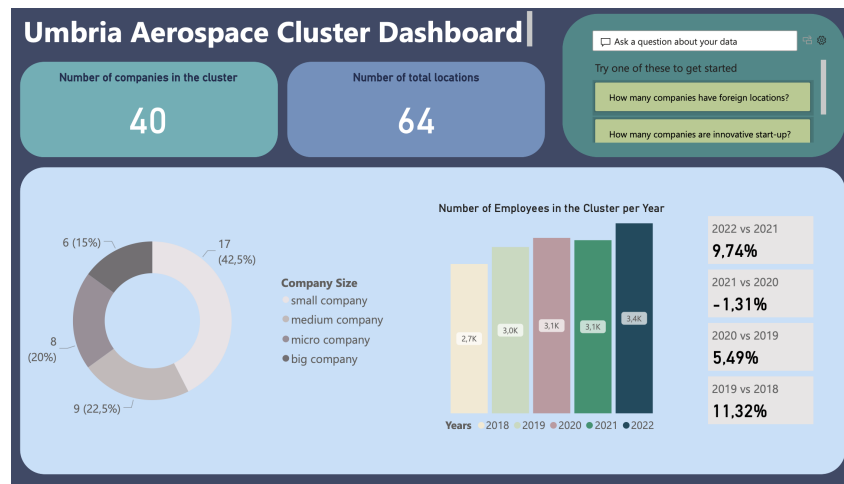 Umbria Aerospace Cluster Dashboard
Number of companies in the cluster
40
Number of total locations
64
Ask a question about your data
Try one of these to get started
How many companies have foreign locations?
How many companies are innovative start-up?
6 (15%)
17
(42,5%)
8
(20%)
9 (22,5%)
Company Size
small company
medium company
micro company
big company
Number of Employees in the Cluster per Year
2,7K
3,0K
3,1K
3,1K
3,4K
Years 2018 2019 2020 2021 2022
2022 vs 2021
9,74%
2021 vs 2020
-1,31%
2020 vs 2019
5,49%
2019 vs 2018
11,32%